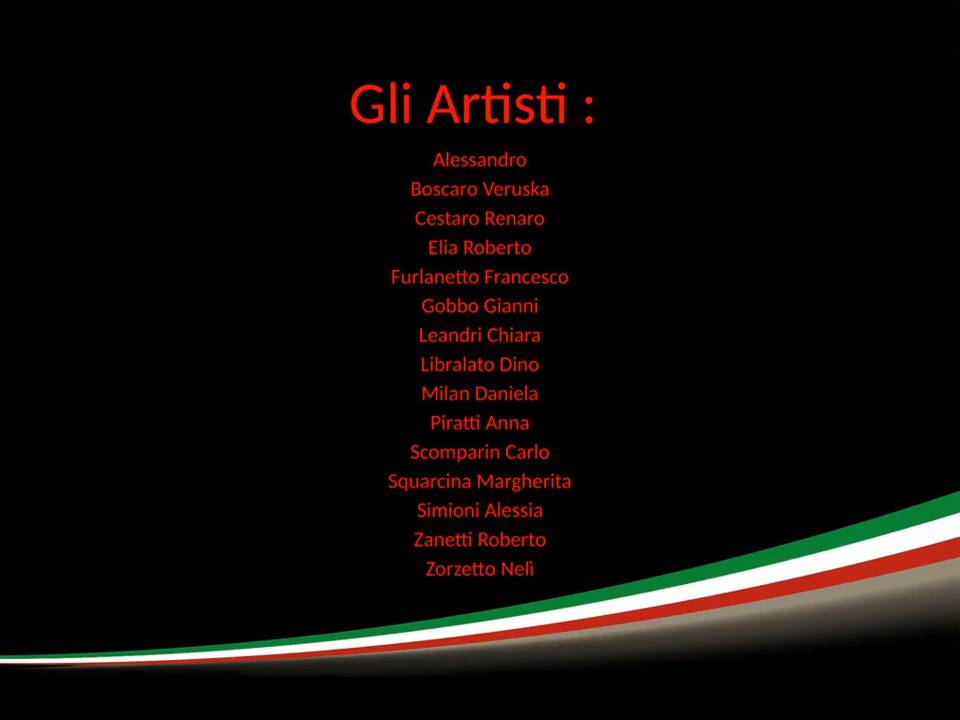 Gli Artisti :
Alessandro
Boscaro Veruska
Cestaro Renaro
Elia Roberto
Furlanetto Francesco
Gobbo Gianni
Leandri Chiara
Libralato Dino
Milan Daniela
Piratti Anna
Scomparin Carlo
Squarcina Margherita
Simioni Alessia
Zanetti Roberto
Zorzetto Nelì